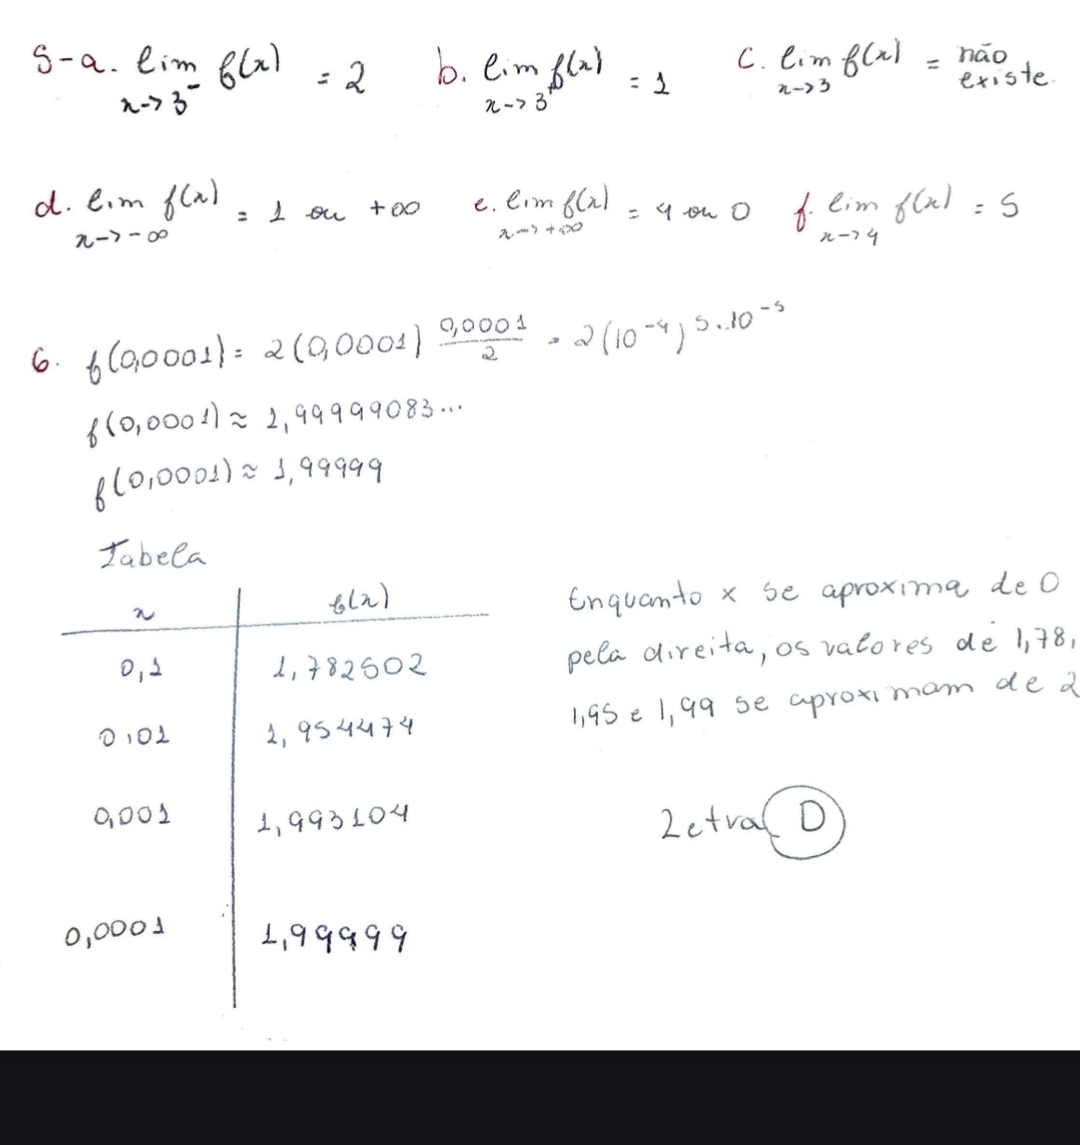 5-a. lim f(x) = 2 b. lim f(x) = 1 c. lim f(x) = não existe.
x->3⁻ x->3⁺ x->3
d. lim f(x) = 1 ou +∞ e. lim f(x) = 4 ou 0 f. lim f(x) = 5
x->-∞ x->+∞ x->4
6. f(0,0001) = 2(0,0001) 0,0001/2 = 2(10⁻⁴) 5.10⁻⁵
f(0,0001) ≈ 1,99999083...
f(0,0001) ≈ 1,99999
Tabela
x f(x)
0,1 1,782602
0,01 1,954474
0,001 1,993104
0,0001 1,99999
Enquanto x se aproxima de 0
pela direita, os valores de 1,78,
1,95 e 1,99 se aproximam de 2
Letra D